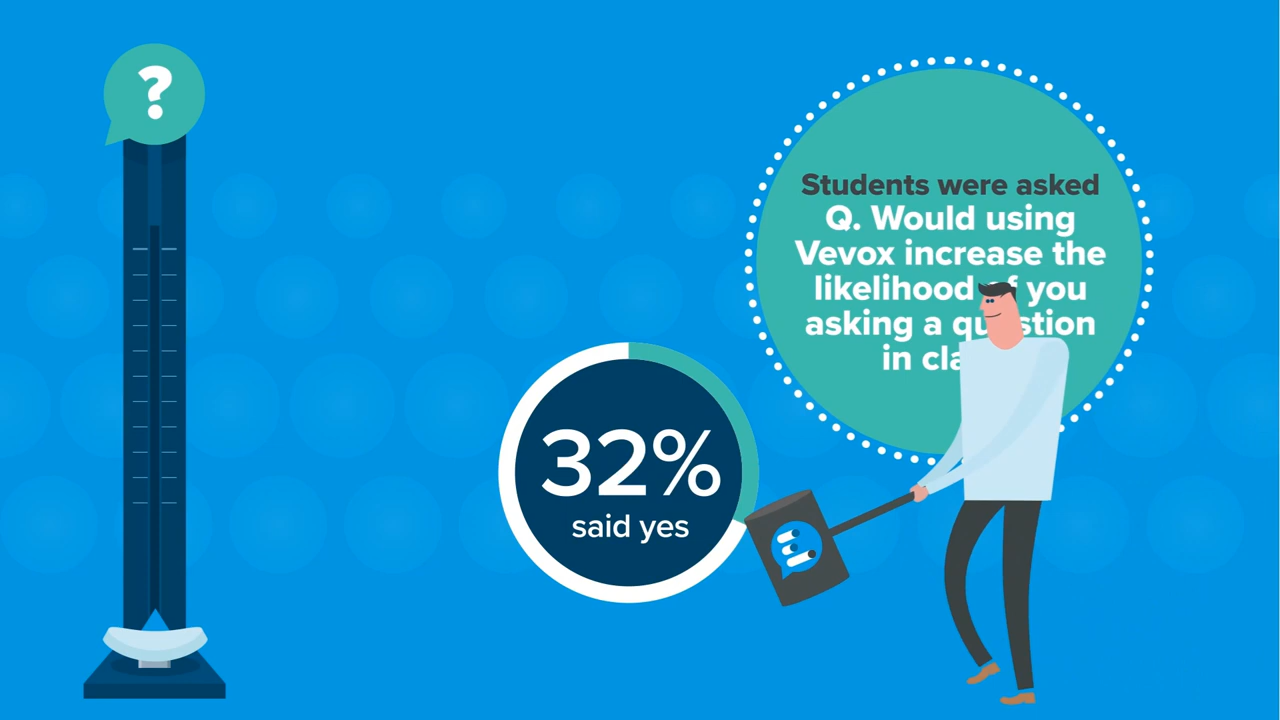 ?
Students were asked
Q. Would using
Vevox increase the
likelihood you
asking a
in
32%
said yes